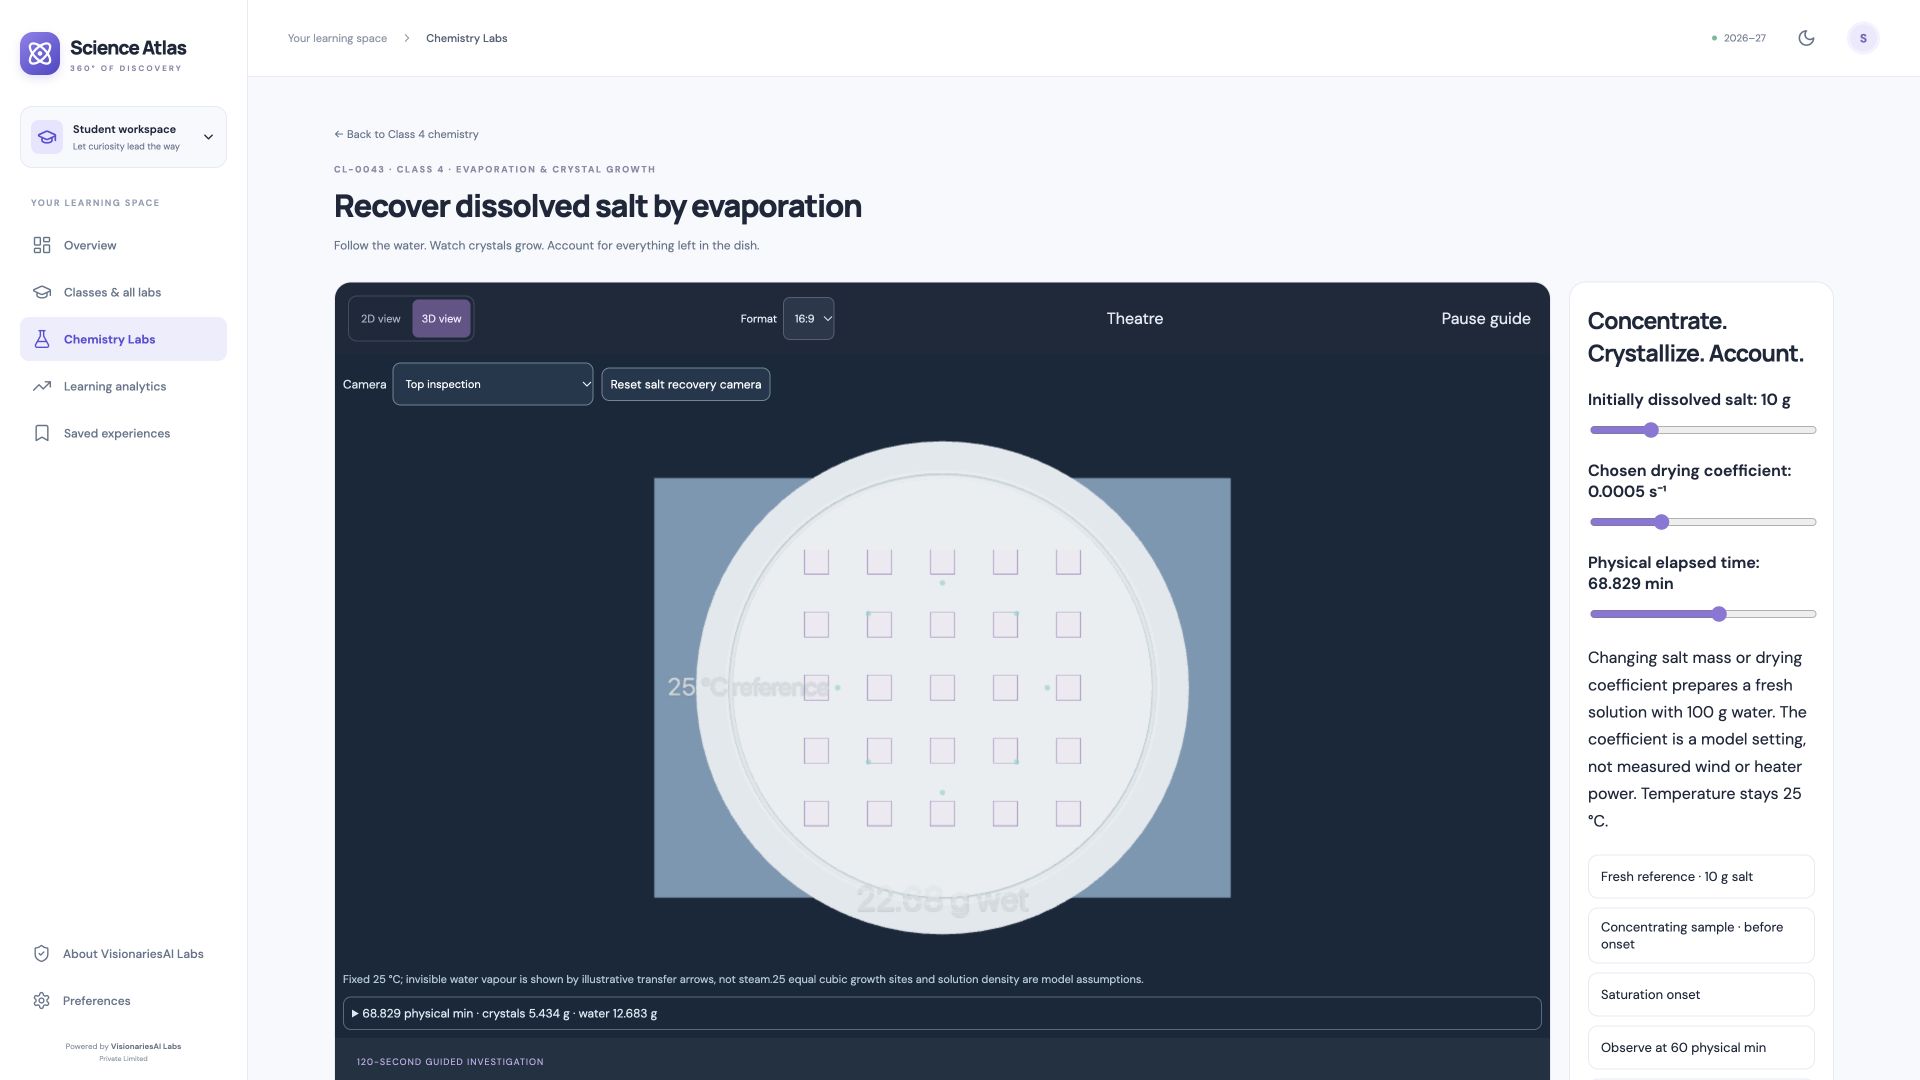 Science Atlas
360° OF DISCOVERY
Student workspace
Let curiosity lead the way
YOUR LEARNING SPACE
Overview
Classes & all labs
Chemistry Labs
Learning analytics
Saved experiences
About VisionariesAI Labs
Preferences
Powered by VisionariesAI Labs
Private Limited
Your learning space
Chemistry Labs
2026–27
S
← Back to Class 4 chemistry
CL-0043 · CLASS 4 · EVAPORATION & CRYSTAL GROWTH
Recover dissolved salt by evaporation
Follow the water. Watch crystals grow. Account for everything left in the dish.
2D view
3D view
Format
16:9
Theatre
Pause guide
Camera
Top inspection
Reset salt recovery camera
25 °C reference
22.68 g wet
Fixed 25 °C; invisible water vapour is shown by illustrative transfer arrows, not steam.25 equal cubic growth sites and solution density are model assumptions.
▶ 68.829 physical min · crystals 5.434 g · water 12.683 g
120-SECOND GUIDED INVESTIGATION
Concentrate.
Crystallize. Account.
Initially dissolved salt: 10 g
Chosen drying coefficient:
0.0005 s⁻¹
Physical elapsed time:
68.829 min
Changing salt mass or drying
coefficient prepares a fresh
solution with 100 g water. The
coefficient is a model setting,
not measured wind or heater
power. Temperature stays 25
°C.
Fresh reference · 10 g salt
Concentrating sample · before
onset
Saturation onset
Observe at 60 physical min